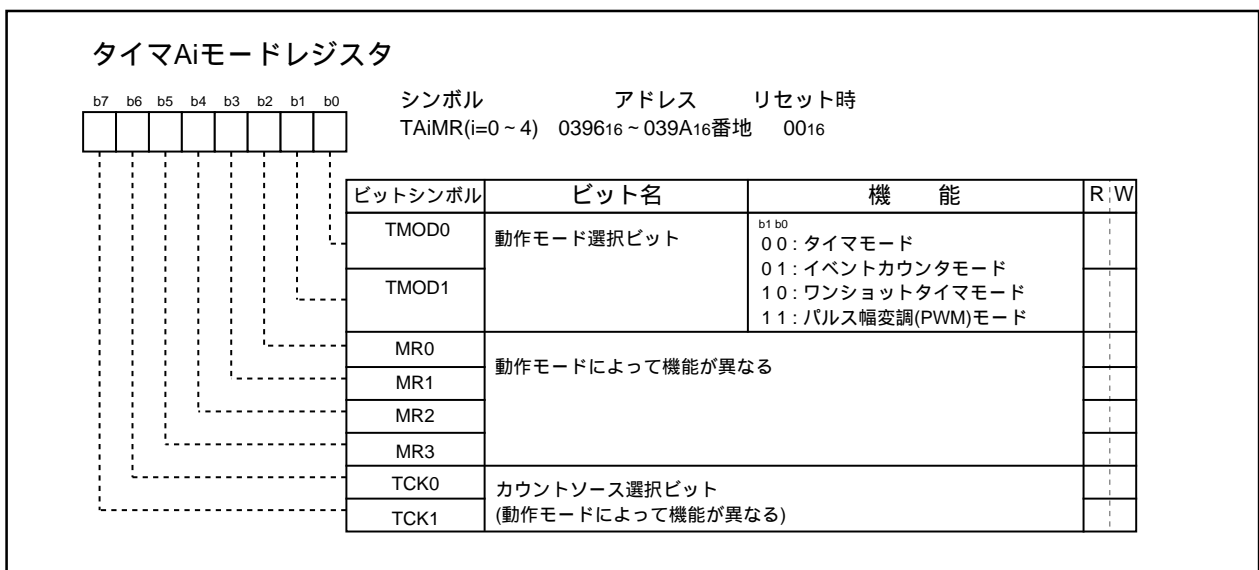 タイマAiモードレジスタ
b7 b6 b5 b4 b3 b2 b1 b0
シンボル アドレス リセット時
TAiMR(i=0~4) 039616~039A16番地 0016
ビットシンボル ビット名 機 能 R W
TMOD0 動作モード選択ビット
b1 b0
0 0 : タイマモード
0 1 : イベントカウンタモード
TMOD1
1 0 : ワンショットタイマモード
1 1 : パルス幅変調(PWM)モード
MR0
動作モードによって機能が異なる
MR1
MR2
MR3
TCK0
カウントソース選択ビット
(動作モードによって機能が異なる)
TCK1